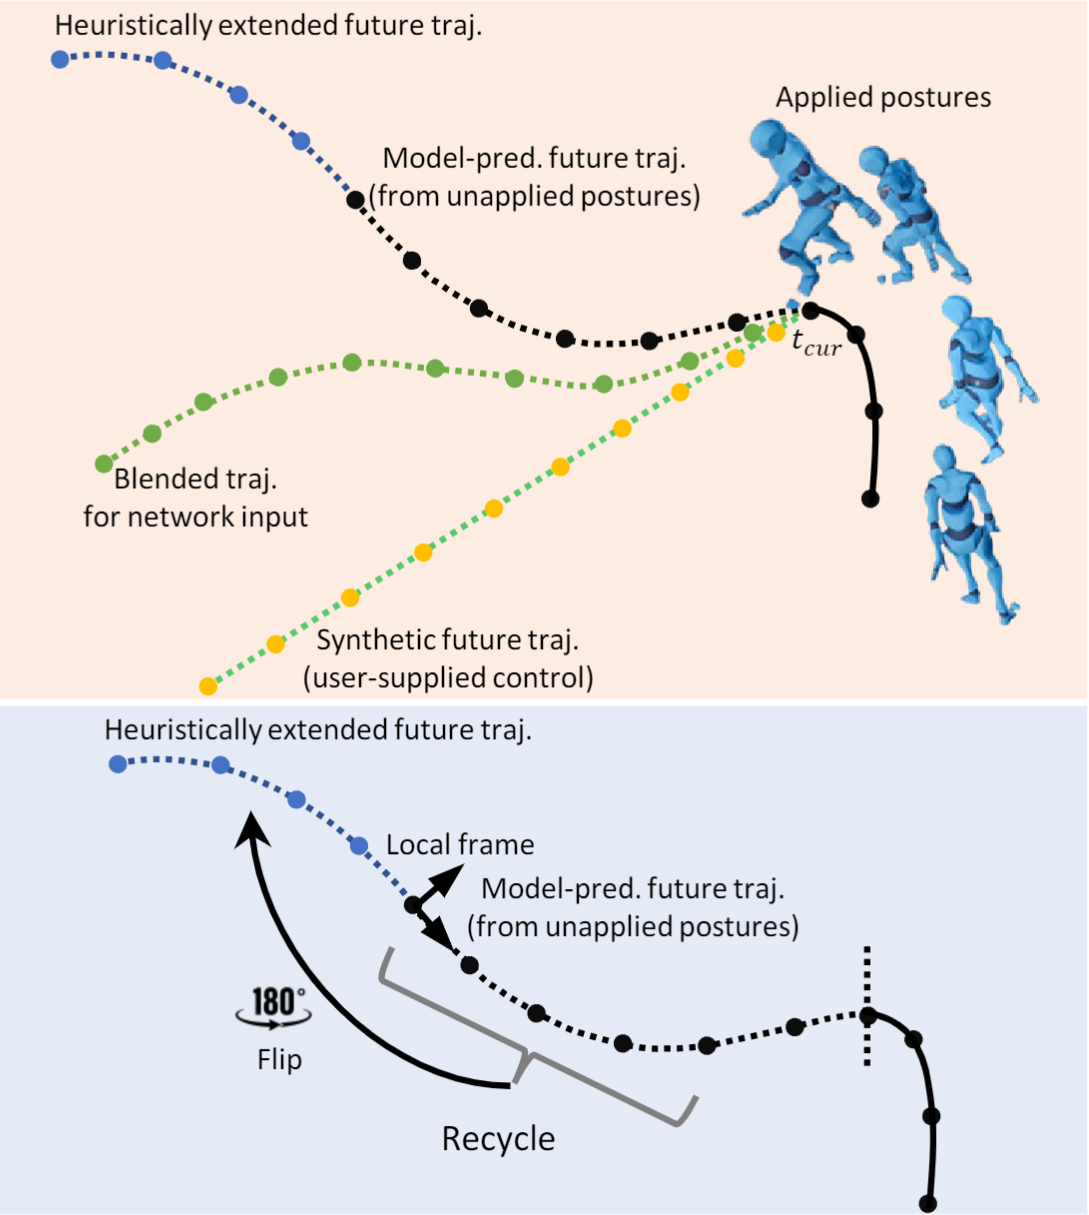 Heuristically extended future traj.
Applied postures
Model-pred. future traj.
(from unapplied postures)
t_cur
Blended traj.
for network input
Synthetic future traj.
(user-supplied control)
Heuristically extended future traj.
Local frame
Model-pred. future traj.
(from unapplied postures)
180°
Flip
Recycle